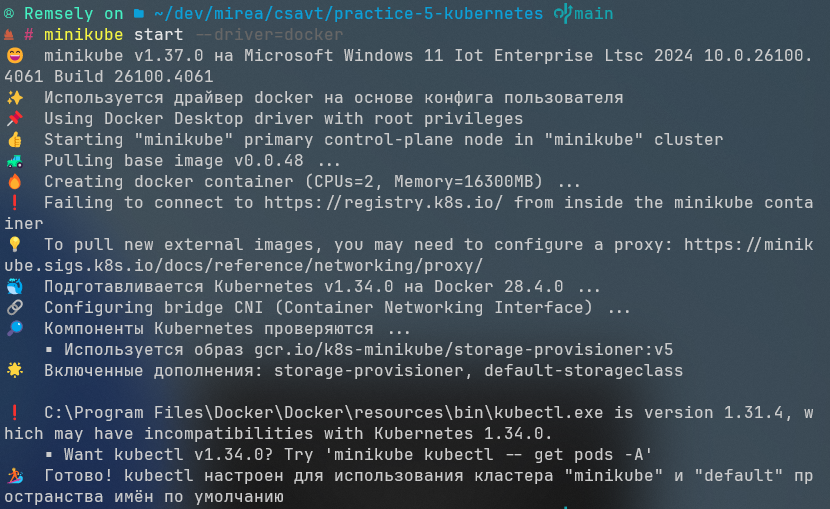 Remsely on ~/dev/mirea/csavt/practice-5-kubernetes main
# minikube start --driver=docker
minikube v1.37.0 на Microsoft Windows 11 Iot Enterprise Ltsc 2024 10.0.26100.
4061 Build 26100.4061
Используется драйвер docker на основе конфига пользователя
Using Docker Desktop driver with root privileges
Starting "minikube" primary control-plane node in "minikube" cluster
Pulling base image v0.0.48 ...
Creating docker container (CPUs=2, Memory=16300MB) ...
Failing to connect to https://registry.k8s.io/ from inside the minikube conta
iner
To pull new external images, you may need to configure a proxy: https://minik
ube.sigs.k8s.io/docs/reference/networking/proxy/
Подготавливается Kubernetes v1.34.0 на Docker 28.4.0 ...
Configuring bridge CNI (Container Networking Interface) ...
Компоненты Kubernetes проверяются ...
▪ Используется образ gcr.io/k8s-minikube/storage-provisioner:v5
Включенные дополнения: storage-provisioner, default-storageclass
C:\Program Files\Docker\Docker\resources\bin\kubectl.exe is version 1.31.4, w
hich may have incompatibilities with Kubernetes 1.34.0.
▪ Want kubectl v1.34.0? Try 'minikube kubectl -- get pods -A'
Готово! kubectl настроен для использования кластера "minikube" и "default" пр
остранства имён по умолчанию